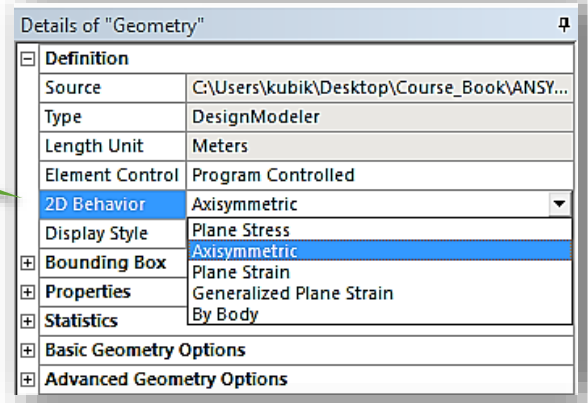 Details of "Geometry"
Definition
Source C:\Users\kubik\Desktop\Course_Book\ANSY...
Type DesignModeler
Length Unit Meters
Element Control Program Controlled
2D Behavior Axisymmetric
Display Style Plane Stress
Axisymmetric
Bounding Box
Plane Strain
Properties Generalized Plane Strain
Statistics By Body
Basic Geometry Options
Advanced Geometry Options